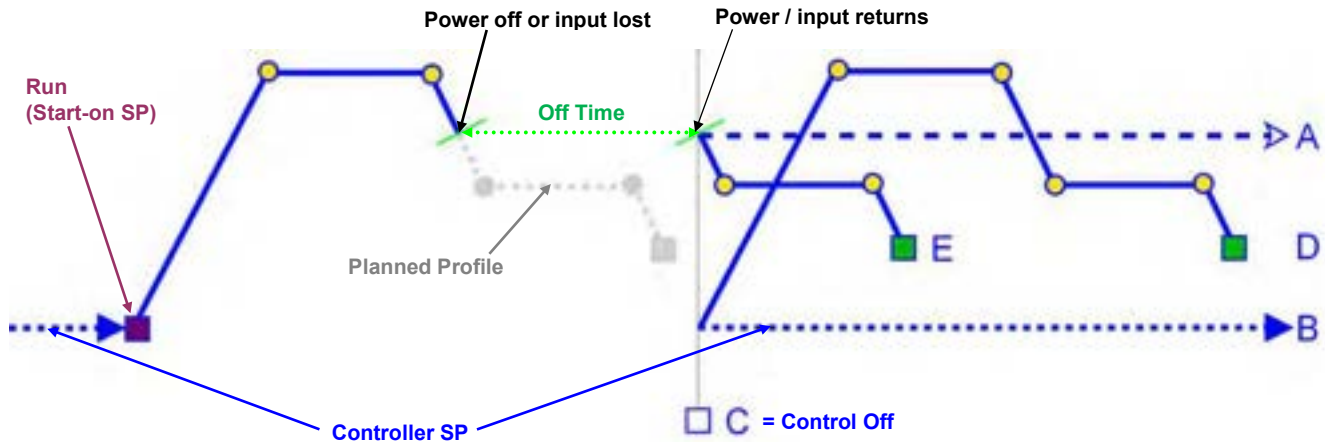 Power off or input lost
Power / input returns
Run
(Start-on SP)
Off Time
A
Planned Profile
E
D
B
Controller SP
C = Control Off